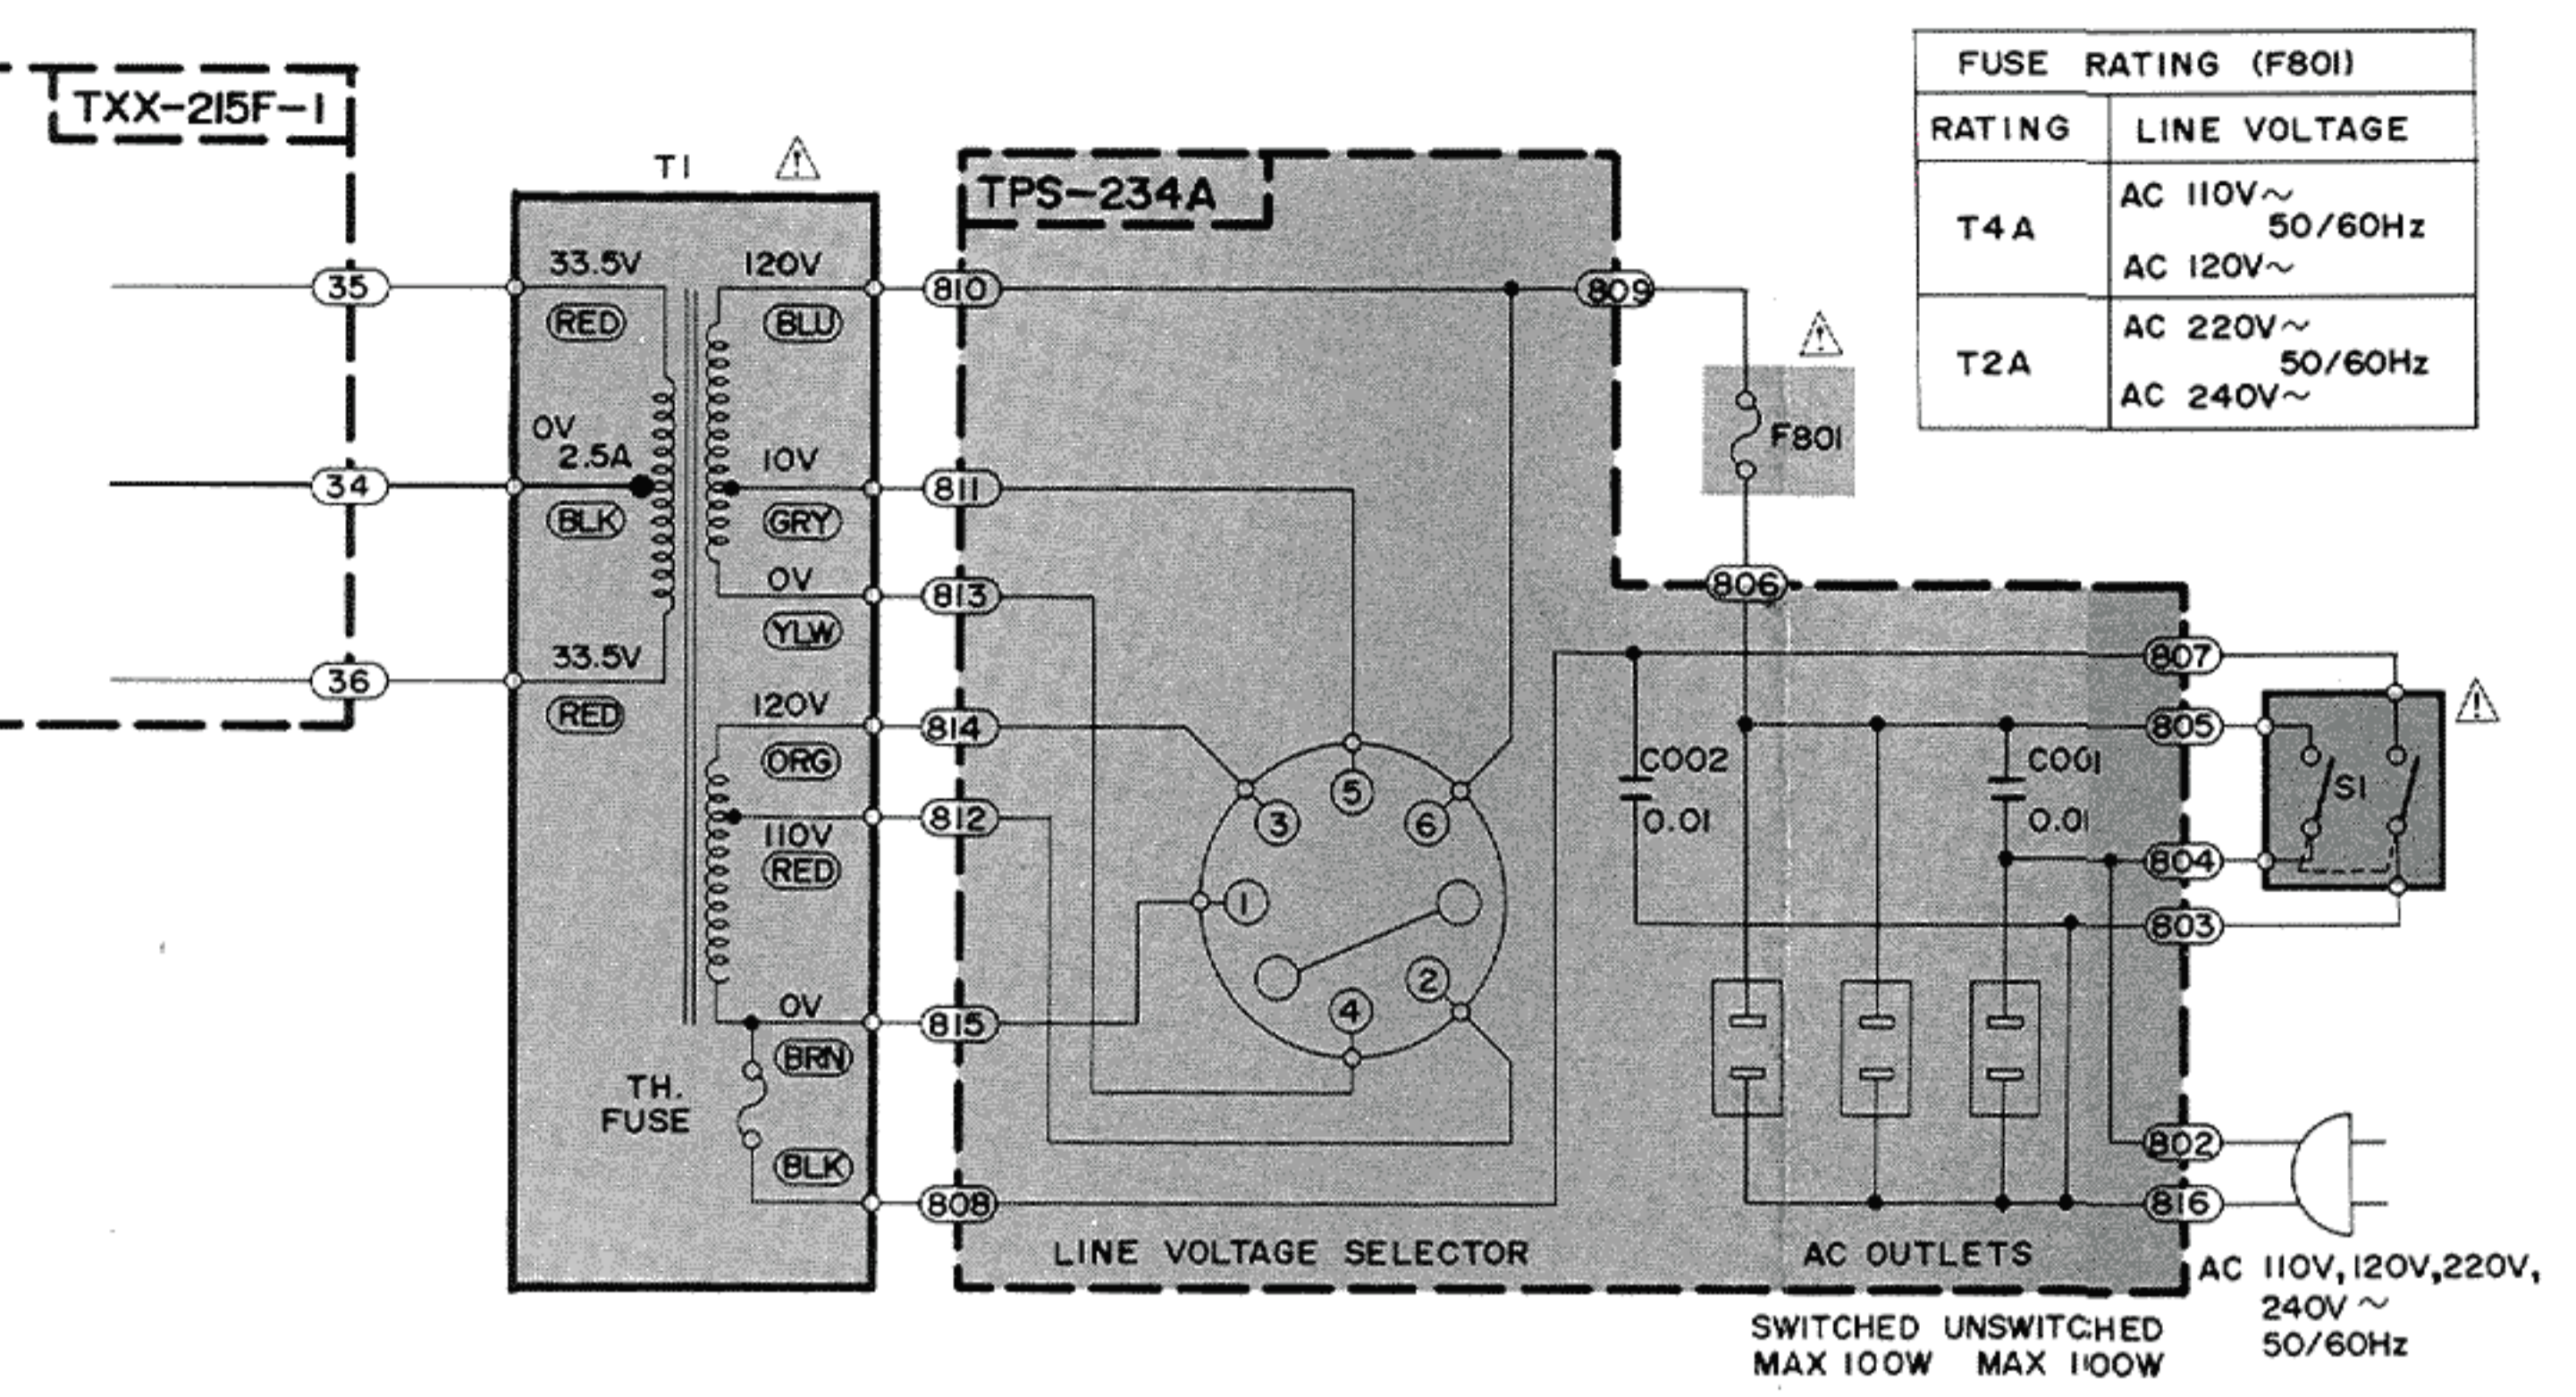 TXX-215F-1
T1
TPS-234A
FUSE RATING (F801)
RATING LINE VOLTAGE
T4A
AC 110V~
50/60Hz
AC 120V~
T2A
AC 220V~
50/60Hz
AC 240V~
35
33.5V
RED
34
0V
2.5A
BLK
36
33.5V
RED
120V
BLU
10V
GRY
0V
YLW
120V
ORG
110V
RED
0V
BRN
TH.
FUSE
BLK
810
811
813
814
812
815
808
809
F801
806
3
5
6
1
4
2
C002
0.01
C001
0.01
807
805
804
803
S1
802
816
LINE VOLTAGE SELECTOR
AC OUTLETS
SWITCHED UNSWITCHED
MAX 100W MAX 100W
AC 110V, 120V, 220V,
240V~
50/60Hz